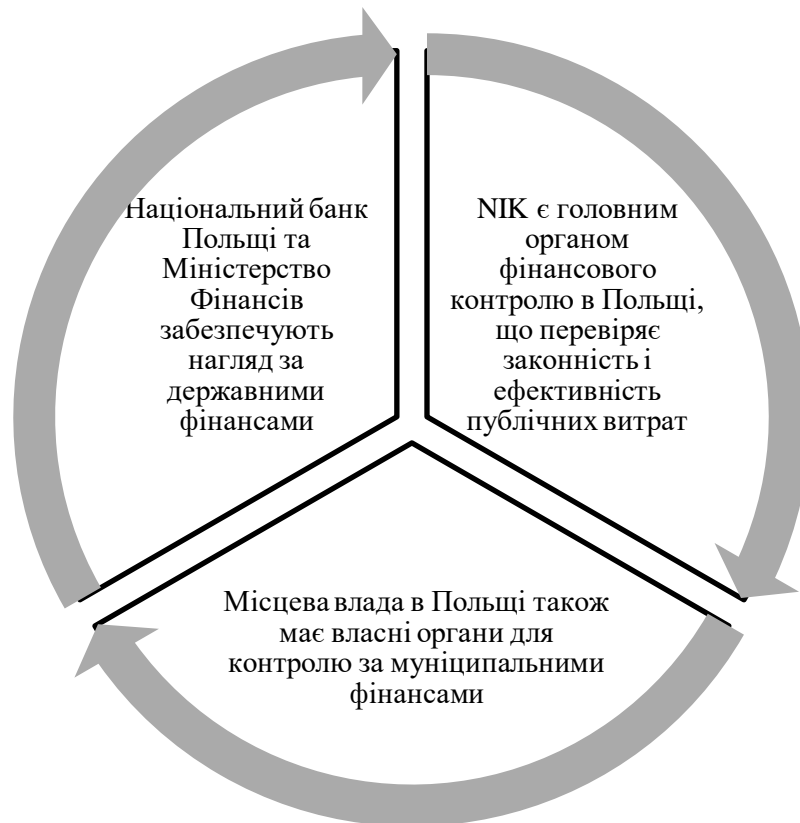 Національний банк
Польщі та
Міністерство
Фінансів
забезпечують
нагляд за
державними
фінансами
NIK є головним
органом
фінансового
контролю в Польщі,
що перевіряє
законність і
ефективність
публічних витрат
Місцева влада в Польщі також
має власні органи для
контролю за муніципальними
фінансами